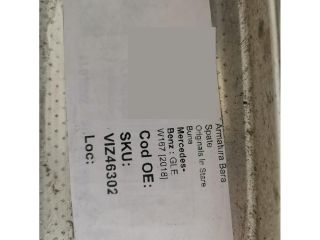 Armatura Bara
Spate
Originala In Stare
Buna
Mercedes-
Benz : GLE
W167 (2018)
Cod OE:
SKU:
VIZ46302
Loc: